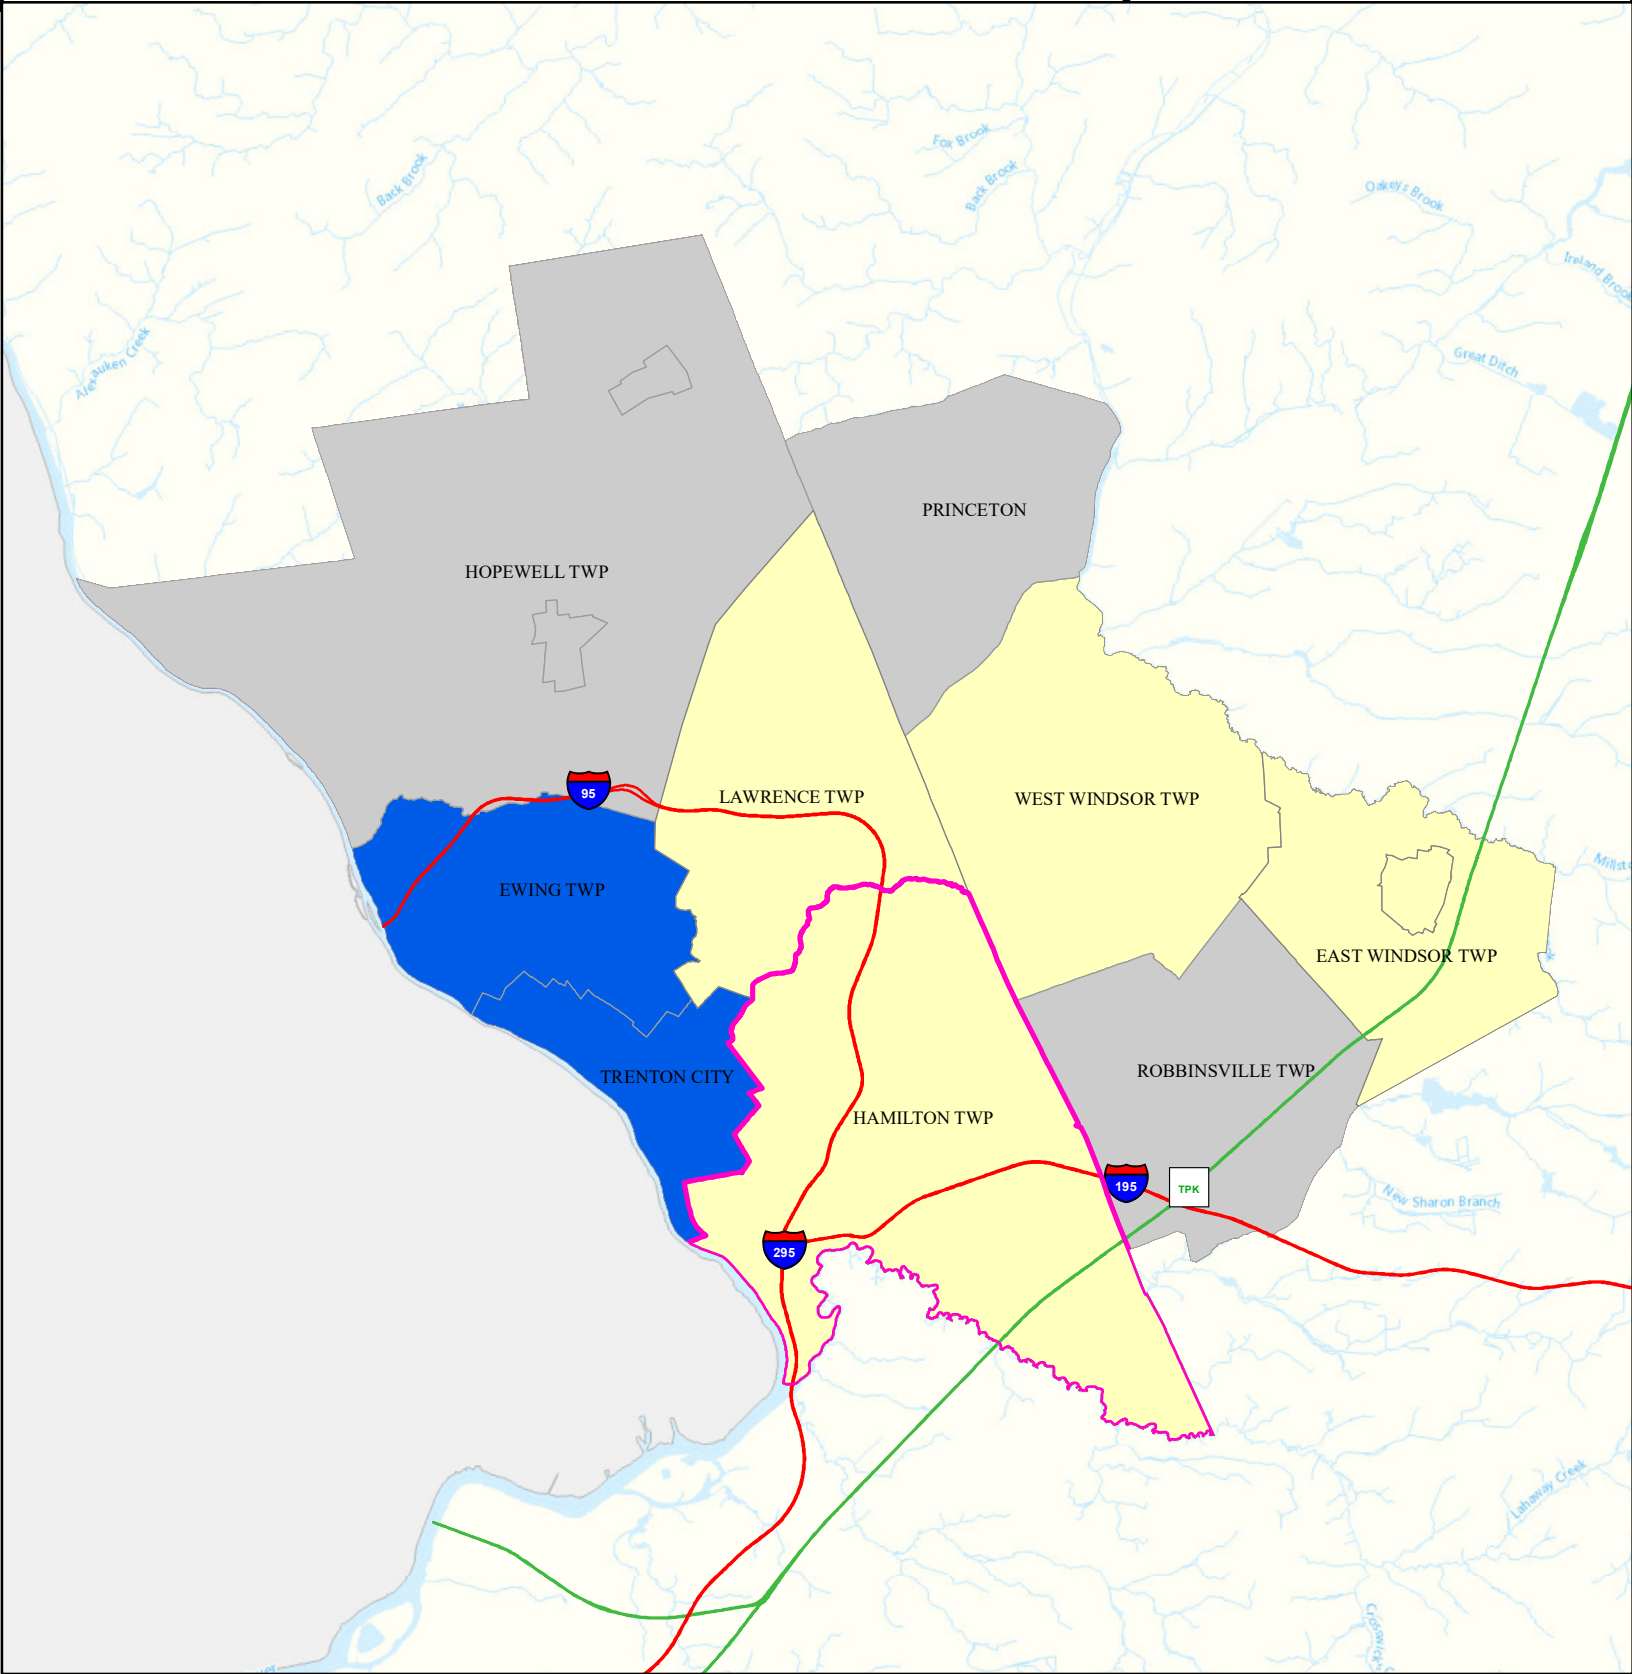 Fox Brook
Back Brook
Back Brook
Oakeys Brook
Ireland Brook
Alexauken Creek
Great Ditch
PRINCETON
HOPEWELL TWP
95
LAWRENCE TWP
WEST WINDSOR TWP
EWING TWP
EAST WINDSOR TWP
TRENTON CITY
ROBBINSVILLE TWP
HAMILTON TWP
195
TPK
New Sharon Branch
295
Lahaway Creek